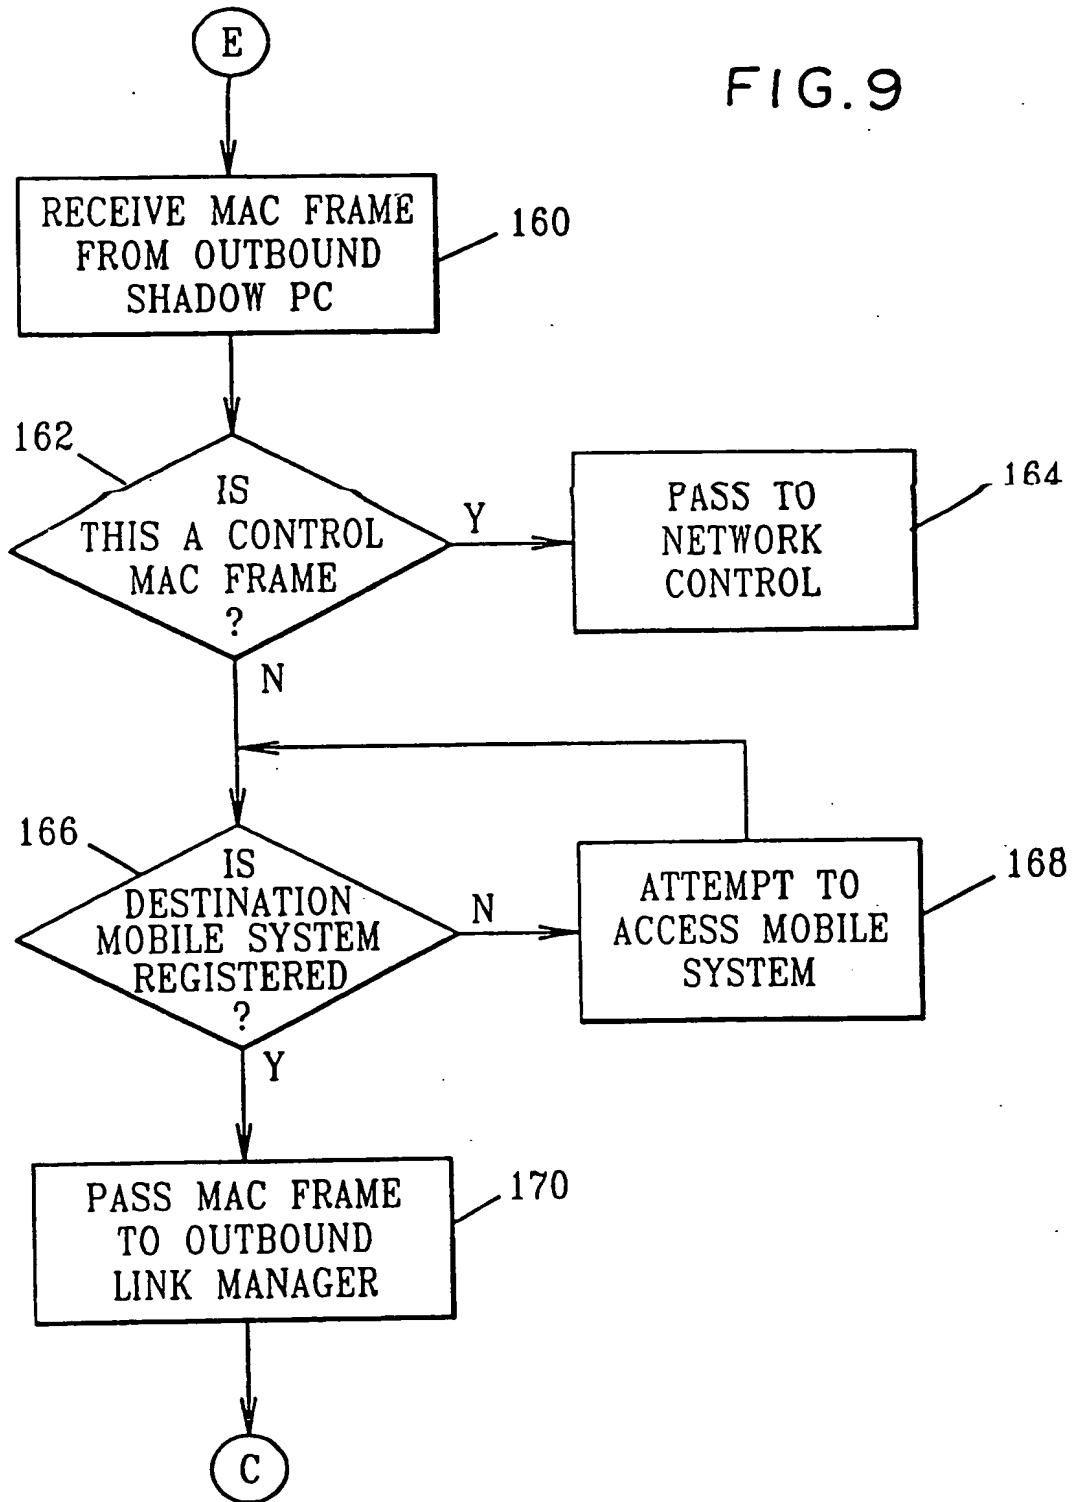 E
FIG. 9
RECEIVE MAC FRAME
FROM OUTBOUND
SHADOW PC
160
162
IS
THIS A CONTROL
MAC FRAME
?
Y
PASS TO
NETWORK
CONTROL
164
N
166
IS
DESTINATION
MOBILE SYSTEM
REGISTERED
?
N
ATTEMPT TO
ACCESS MOBILE
SYSTEM
168
Y
PASS MAC FRAME
TO OUTBOUND
LINK MANAGER
170
C